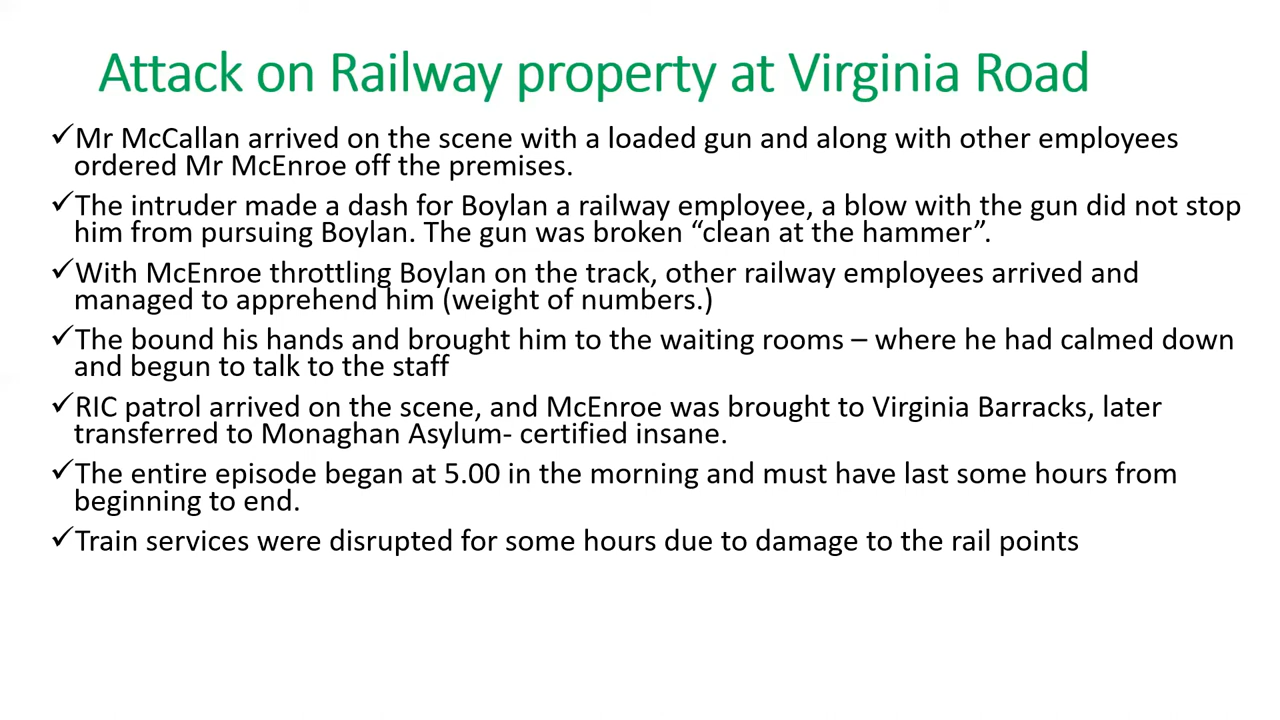 Attack on Railway property at Virginia Road
✓Mr McCallan arrived on the scene with a loaded gun and along with other employees
ordered Mr McEnroe off the premises.
✓The intruder made a dash for Boylan a railway employee, a blow with the gun did not stop
him from pursuing Boylan. The gun was broken “clean at the hammer”.
✓With McEnroe throttling Boylan on the track, other railway employees arrived and
managed to apprehend him (weight of numbers.)
✓The bound his hands and brought him to the waiting rooms – where he had calmed down
and begun to talk to the staff
✓RIC patrol arrived on the scene, and McEnroe was brought to Virginia Barracks, later
transferred to Monaghan Asylum- certified insane.
✓The entire episode began at 5.00 in the morning and must have last some hours from
beginning to end.
✓Train services were disrupted for some hours due to damage to the rail points